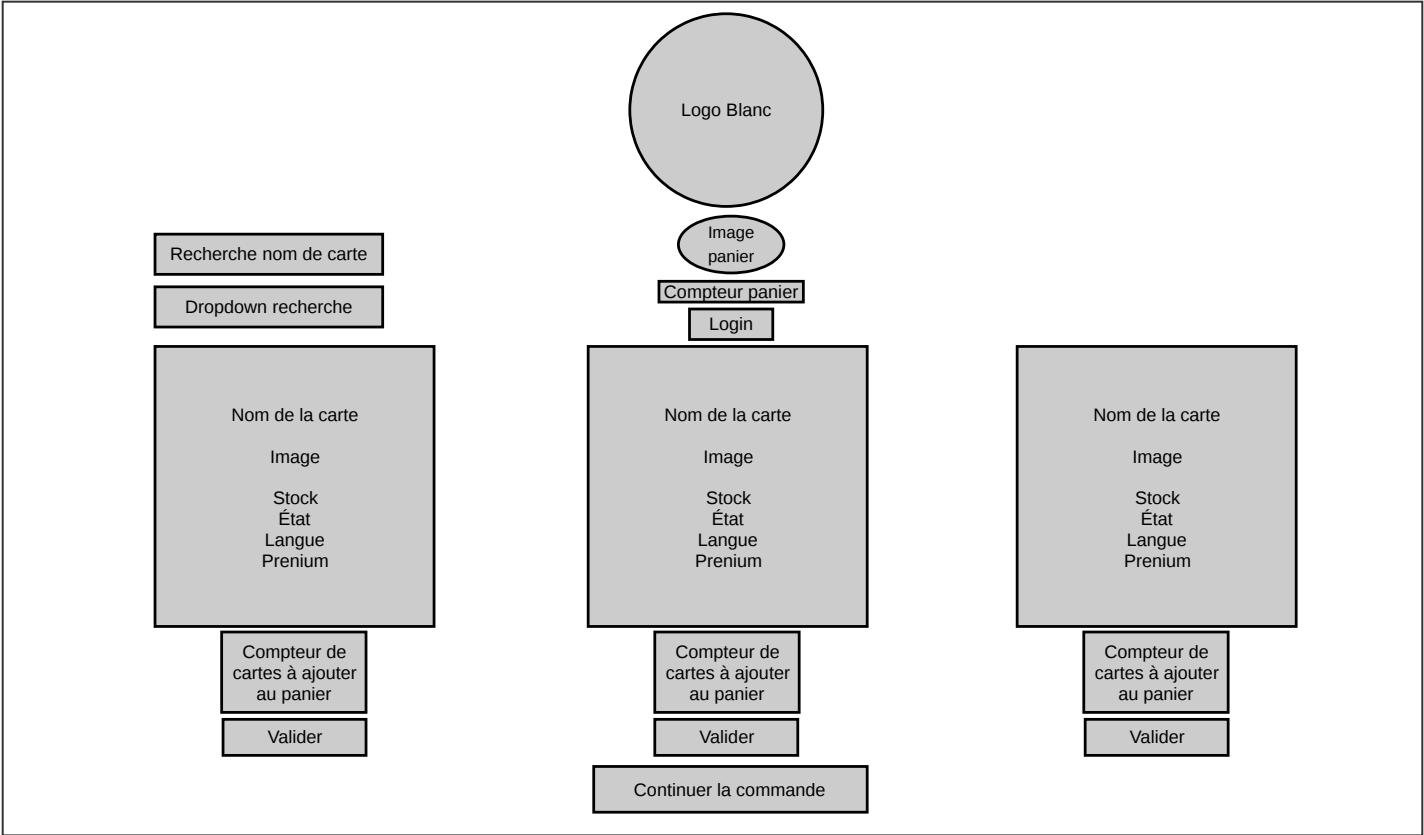 Logo Blanc
Image
panier
Recherche nom de carte
Compteur panier
Dropdown recherche
Login
Nom de la carte
Image
Stock
État
Langue
Prenium
Compteur de
cartes à ajouter
au panier
Valider
Nom de la carte
Image
Stock
État
Langue
Prenium
Compteur de
cartes à ajouter
au panier
Valider
Nom de la carte
Image
Stock
État
Langue
Prenium
Compteur de
cartes à ajouter
au panier
Valider
Continuer la commande